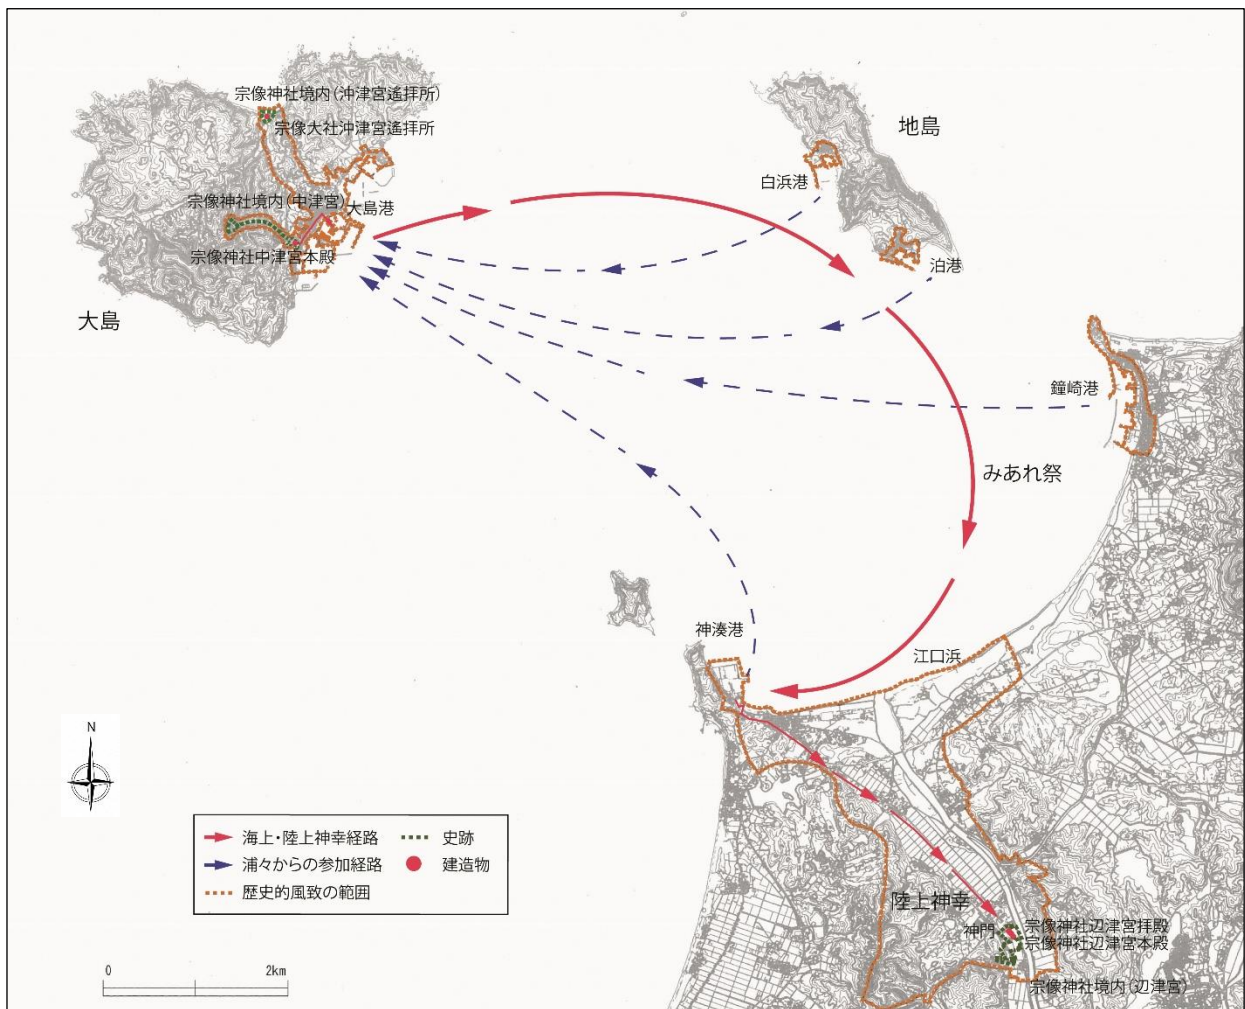 宗像神社境内(沖津宮遙拝所)
宗像大社沖津宮遙拝所
地島
白浜港
宗像神社境内(中津宮)
大島港
宗像神社中津宮本殿
泊港
大島
鐘崎港
みあれ祭
神湊港
江口浜
N
海上・陸上神幸経路
史跡
浦々からの参加経路
建造物
歴史的風致の範囲
陸上神幸
神門
宗像神社辺津宮拝殿
宗像神社辺津宮本殿
宗像神社境内(辺津宮)
0
2km